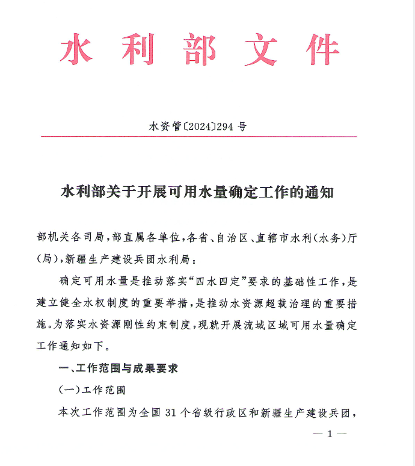 水利部文件
水资管〔2024〕294 号
水利部关于开展可用水量确定工作的通知
部机关各司局,部直属各单位,各省、自治区、直辖市水利(水务)厅
(局),新疆生产建设兵团水利局:
确定可用水量是推动落实“四水四定”要求的基础性工作,是
建立健全水权制度的重要举措,是推动水资源超载治理的重要措
施。为落实水资源刚性约束制度,现就开展流域区域可用水量确定
工作通知如下。
一、工作范围与成果要求
(一)工作范围
本次工作范围为全国 31 个省级行政区和新疆生产建设兵团,
— 1 —